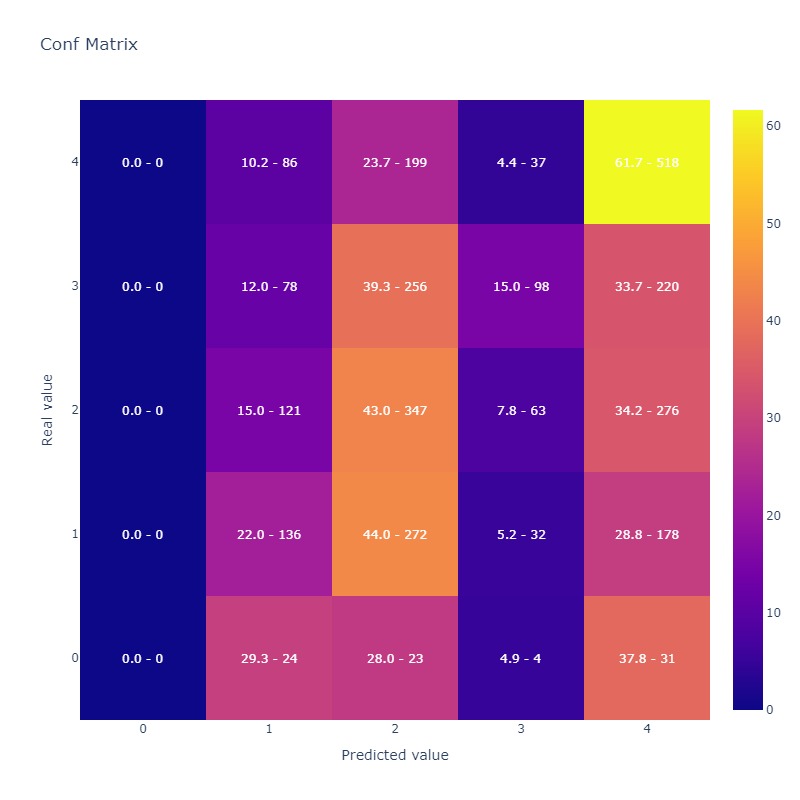 Conf Matrix
60
4 0.0 - 0 10.2 - 86 23.7 - 199 4.4 - 37 61.7 - 518
50
3 0.0 - 0 12.0 - 78 39.3 - 256 15.0 - 98 33.7 - 220
40
30
Real value
2 0.0 - 0 15.0 - 121 43.0 - 347 7.8 - 63 34.2 - 276
20
1 0.0 - 0 22.0 - 136 44.0 - 272 5.2 - 32 28.8 - 178
10
0 0.0 - 0 29.3 - 24 28.0 - 23 4.9 - 4 37.8 - 31
0
0 1 2 3 4
Predicted value